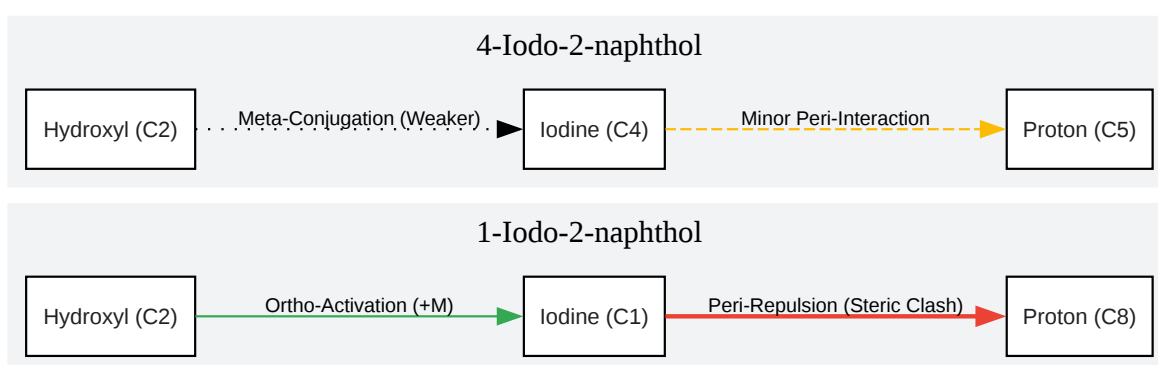 4-Iodo-2-naphthol
Hydroxyl (C2)
Meta-Conjugation (Weaker)
Iodine (C4)
Minor Peri-Interaction
Proton (C5)
1-Iodo-2-naphthol
Hydroxyl (C2)
Ortho-Activation (+M)
Iodine (C1)
Peri-Repulsion (Steric Clash)
Proton (C8)